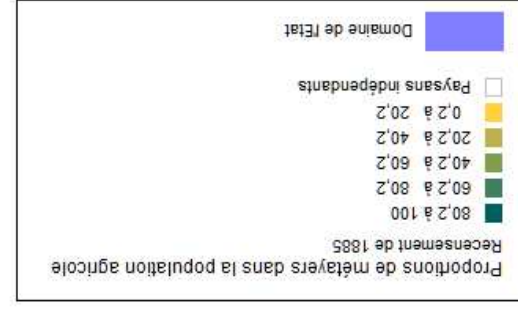 Proportions de métayers dans la population agricole
Recensement de 1885
80,2 à 100
60,2 à 80,2
40,2 à 60,2
20,2 à 40,2
0,2 à 20,2
Paysans indépendants
Domaine de l'Etat